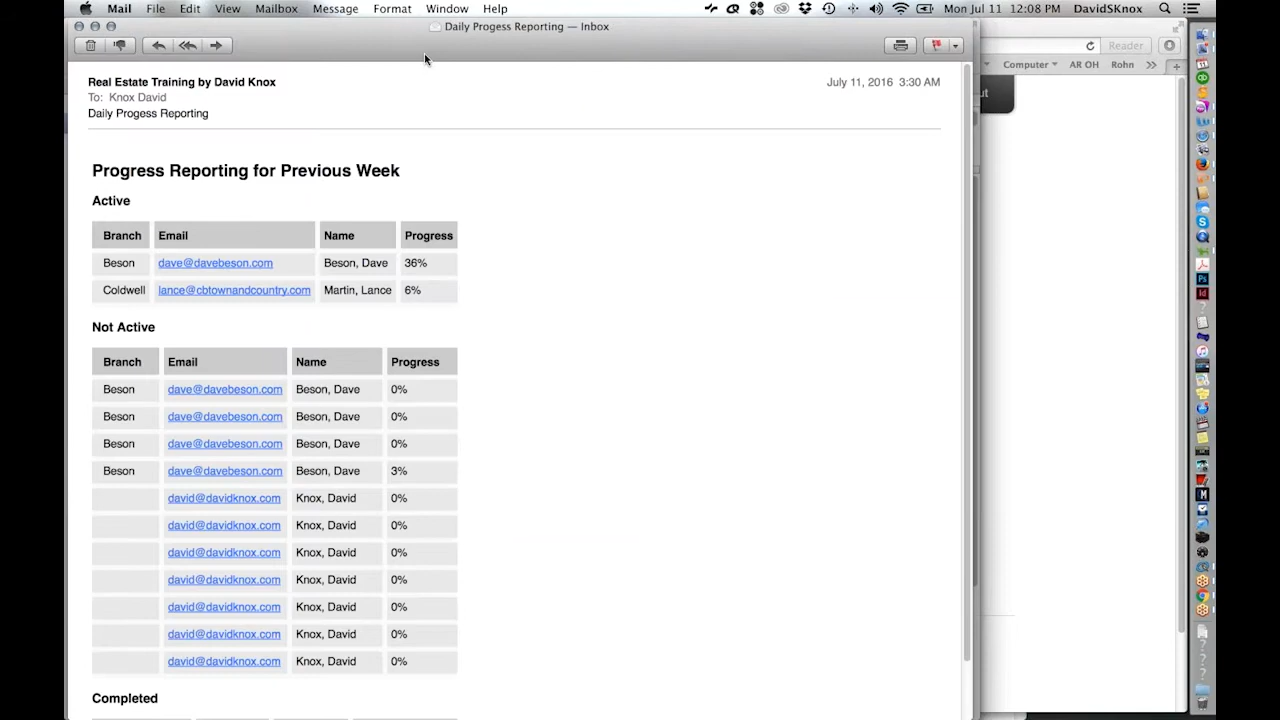 Mail File Edit View Mailbox Message Format Window Help Mon Jul 11 12:08 PM DavidSKnox
Daily Progess Reporting — Inbox
Reader
Computer AR OH Rohn
Real Estate Training by David Knox July 11, 2016 3:30 AM
To: Knox David
Daily Progess Reporting
Progress Reporting for Previous Week
Active
Branch Email Name Progress
Beson dave@davebeson.com Beson, Dave 36%
Coldwell lance@cbtownandcountry.com Martin, Lance 6%
Not Active
Branch Email Name Progress
Beson dave@davebeson.com Beson, Dave 0%
Beson dave@davebeson.com Beson, Dave 0%
Beson dave@davebeson.com Beson, Dave 0%
Beson dave@davebeson.com Beson, Dave 3%
david@davidknox.com Knox, David 0%
david@davidknox.com Knox, David 0%
david@davidknox.com Knox, David 0%
david@davidknox.com Knox, David 0%
david@davidknox.com Knox, David 0%
david@davidknox.com Knox, David 0%
david@davidknox.com Knox, David 0%
Completed